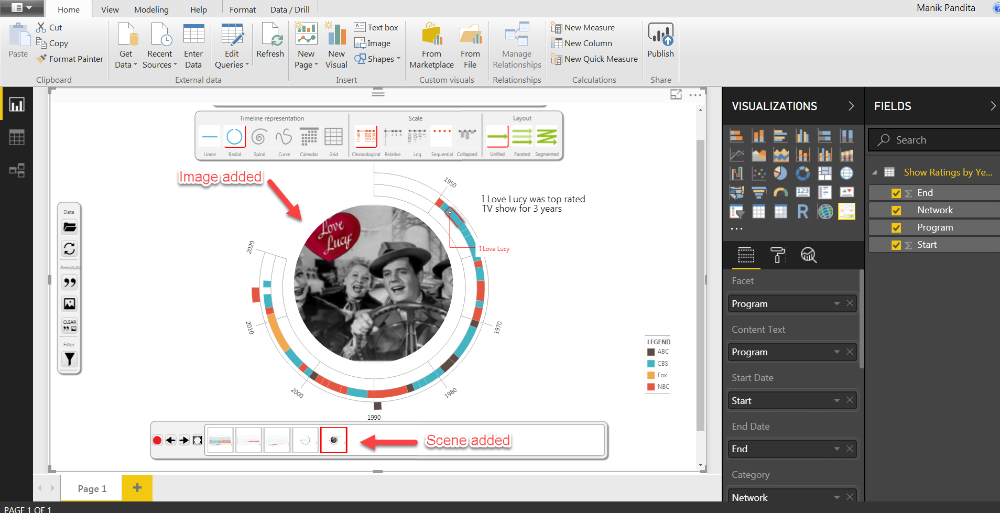 Home
View
Modeling
Help
Format
Data / Drill
Manik Pandita
Paste
Cut
Copy
Format Painter
Clipboard
Get
Data
Recent
Sources
Enter
Data
Edit
Queries
Refresh
External data
New
Page
New
Visual
Text box
Image
Shapes
Insert
From
Marketplace
From
File
Custom visuals
Manage
Relationships
Relationships
New Measure
New Column
New Quick Measure
Calculations
Publish
Share
Timeline representation
Linear
Radial
Spiral
Curve
Calendar
Grid
Scale
Chronological
Relative
Log
Sequential
Collapsed
Layout
Unified
Faceted
Segmented
Image added
Data
Annotate
CLEAR
Filter
Love
Lucy
1950
1970
1980
1990
2000
2010
2020
I Love Lucy was top rated
TV show for 3 years
I Love Lucy
LEGEND
ABC
CBS
Fox
NBC
Scene added
Page 1
PAGE 1 OF 1
VISUALIZATIONS
123
R
Facet
Program
Content Text
Program
Start Date
Start
End Date
End
Category
Network
FIELDS
Search
Show Ratings by Ye...
End
Network
Program
Start